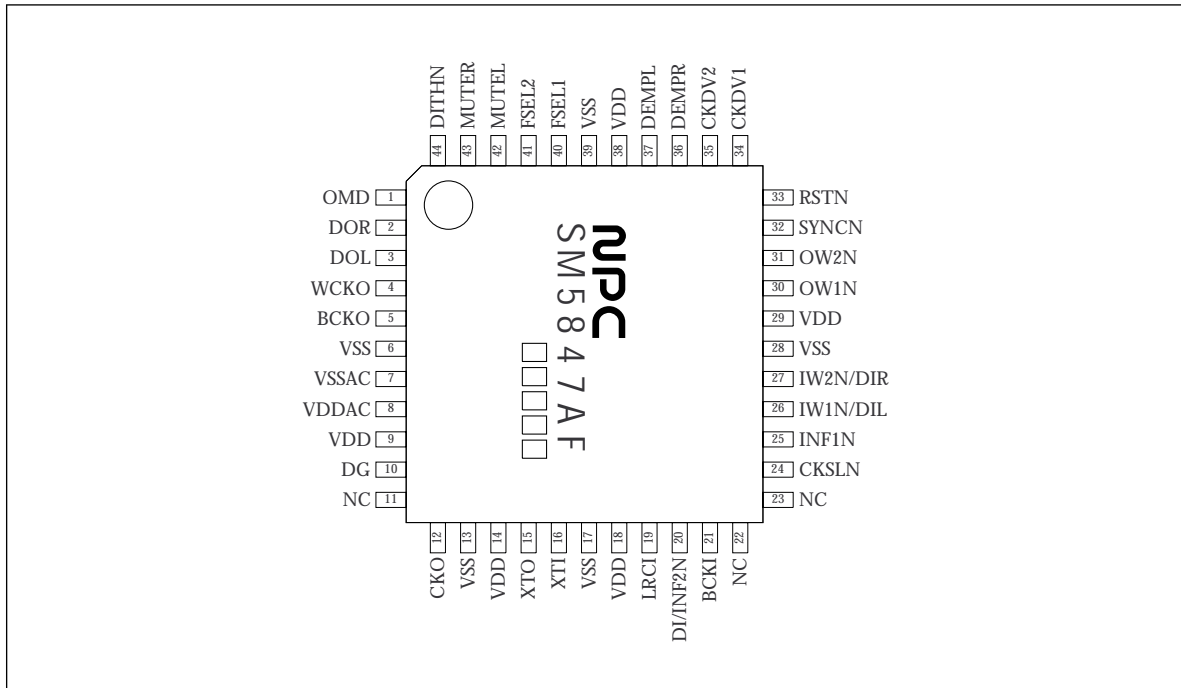 44 DITHN
43 MUTER
42 MUTEL
41 FSEL2
40 FSEL1
39 VSS
38 VDD
37 DEMPL
36 DEMPR
35 CKDV2
34 CKDV1
OMD 1
DOR 2
DOL 3
WCKO 4
BCKO 5
VSS 6
VSSAC 7
VDDAC 8
VDD 9
DG 10
NC 11
NPC
SM5847AF
33 RSTN
32 SYNCN
31 OW2N
30 OW1N
29 VDD
28 VSS
27 IW2N/DIR
26 IW1N/DIL
25 INF1N
24 CKSLN
23 NC
CKO 12
VSS 13
VDD 14
XTO 15
XTI 16
VSS 17
VDD 18
LRCI 19
DI/INF2N 20
BCKI 21
NC 22